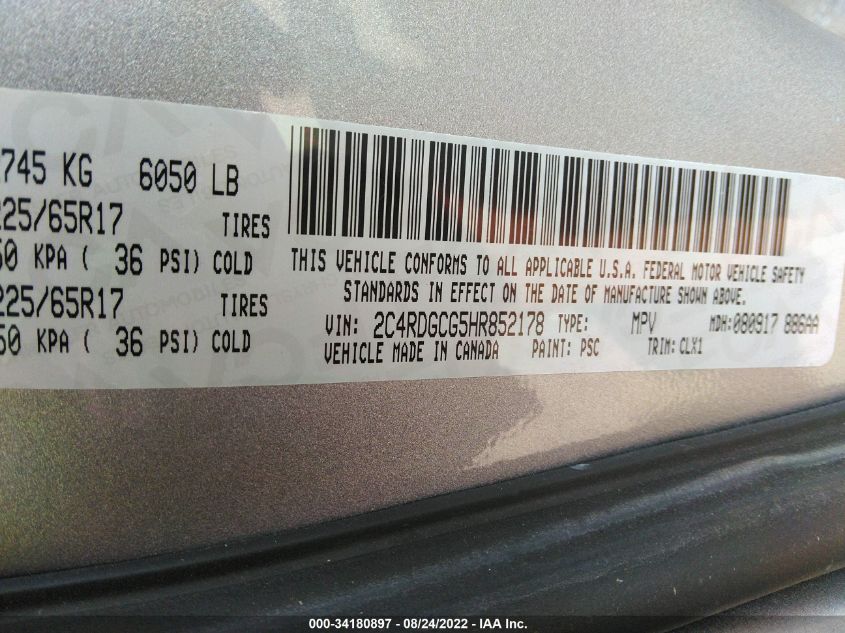 745 KG 6050 LB
225/65R17 TIRES
50 KPA ( 36 PSI) COLD
225/65R17 TIRES
50 KPA ( 36 PSI) COLD
THIS VEHICLE CONFORMS TO ALL APPLICABLE U.S.A. FEDERAL MOTOR VEHICLE SAFETY
STANDARDS IN EFFECT ON THE DATE OF MANUFACTURE SHOWN ABOVE.
VIN: 2C4RDGCG5HR852178 TYPE: MPV MDH:080917 886AA
VEHICLE MADE IN CANADA PAINT: PSC TRIM: CLX1
000-34180897 - 08/24/2022 - IAA Inc.